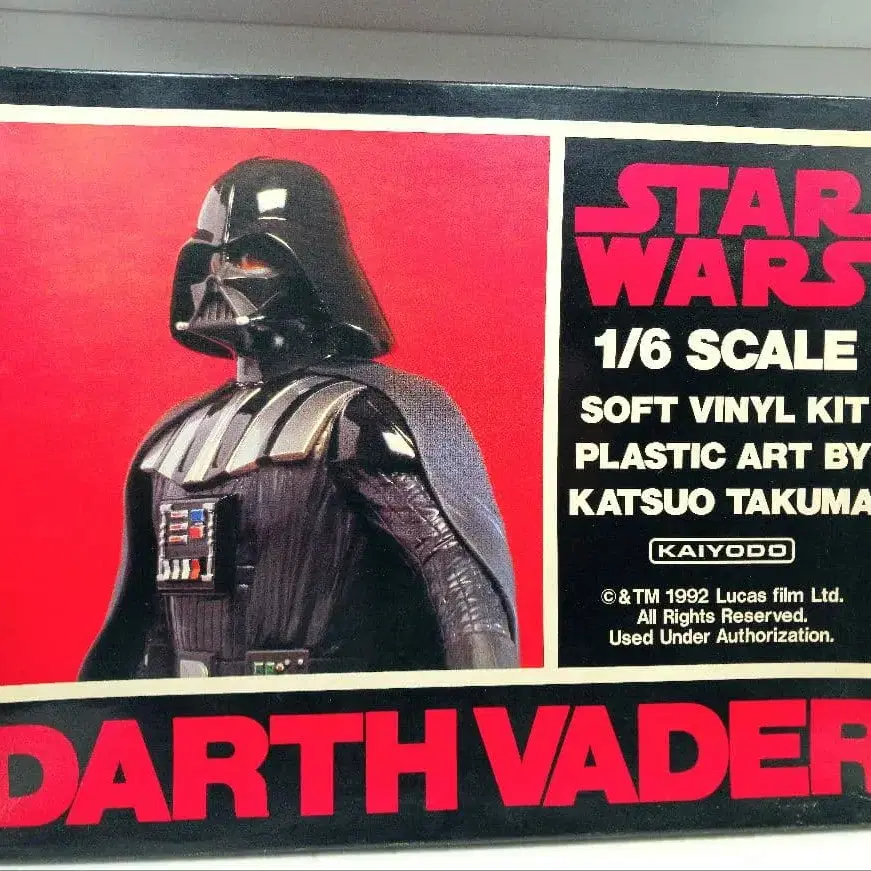 STAR
WARS
1/6 SCALE
SOFT VINYL KIT
PLASTIC ART BY
KATSUO TAKUMA
KAIYODO
©&TM 1992 Lucas film Ltd.
All Rights Reserved.
Used Under Authorization.
DARTH VADER